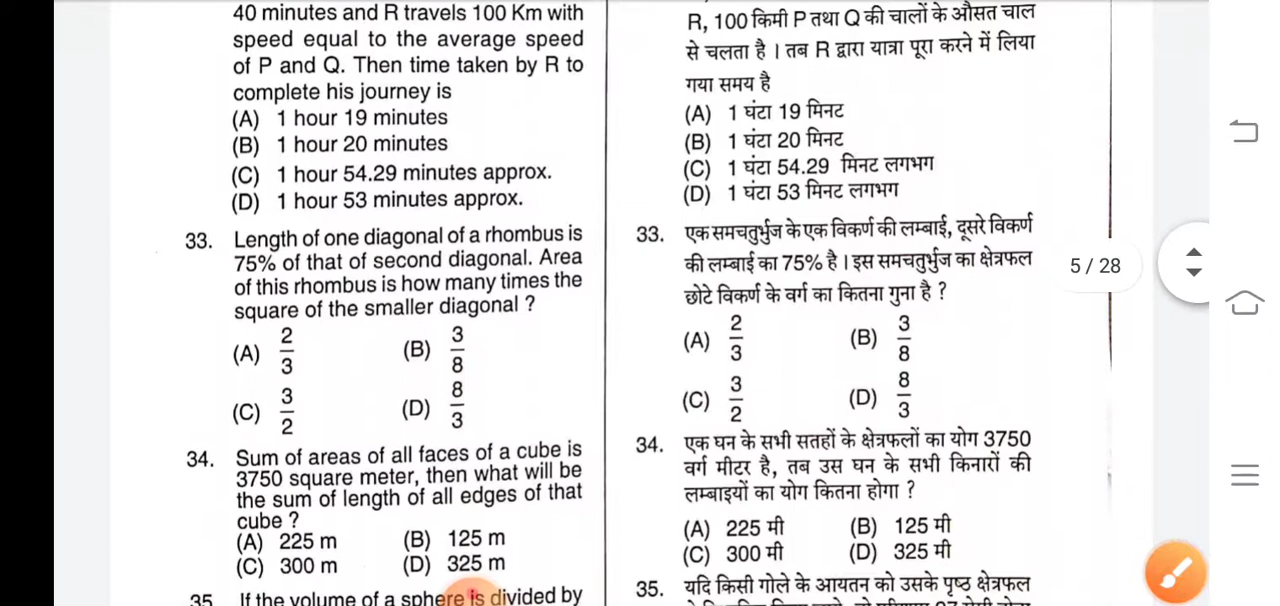 40 minutes and R travels 100 Km with
speed equal to the average speed
of P and Q. Then time taken by R to
complete his journey is
(A) 1 hour 19 minutes
(B) 1 hour 20 minutes
(C) 1 hour 54.29 minutes approx.
(D) 1 hour 53 minutes approx.
33. Length of one diagonal of a rhombus is
75% of that of second diagonal. Area
of this rhombus is how many times the
square of the smaller diagonal ?
(A) 2/3 (B) 3/8
(C) 3/2 (D) 8/3
34. Sum of areas of all faces of a cube is
3750 square meter, then what will be
the sum of length of all edges of that
cube ?
(A) 225 m (B) 125 m
(C) 300 m (D) 325 m
35 If the volume of a sphere is divided by
R, 100 किमी P तथा Q की चालों के औसत चाल
से चलता है । तब R द्वारा यात्रा पूरा करने में लिया
गया समय है
(A) 1 घंटा 19 मिनट
(B) 1 घंटा 20 मिनट
(C) 1 घंटा 54.29 मिनट लगभग
(D) 1 घंटा 53 मिनट लगभग
33. एक समचतुर्भुज के एक विकर्ण की लम्बाई, दूसरे विकर्ण
की लम्बाई का 75% है । इस समचतुर्भुज का क्षेत्रफल
छोटे विकर्ण के वर्ग का कितना गुना है ?
(A) 2/3 (B) 3/8
(C) 3/2 (D) 8/3
34. एक घन के सभी सतहों के क्षेत्रफलों का योग 3750
वर्ग मीटर है, तब उस घन के सभी किनारों की
लम्बाइयों का योग कितना होगा ?
(A) 225 मी (B) 125 मी
(C) 300 मी (D) 325 मी
35. यदि किसी गोले के आयतन को उसके पृष्ठ क्षेत्रफल
5 / 28